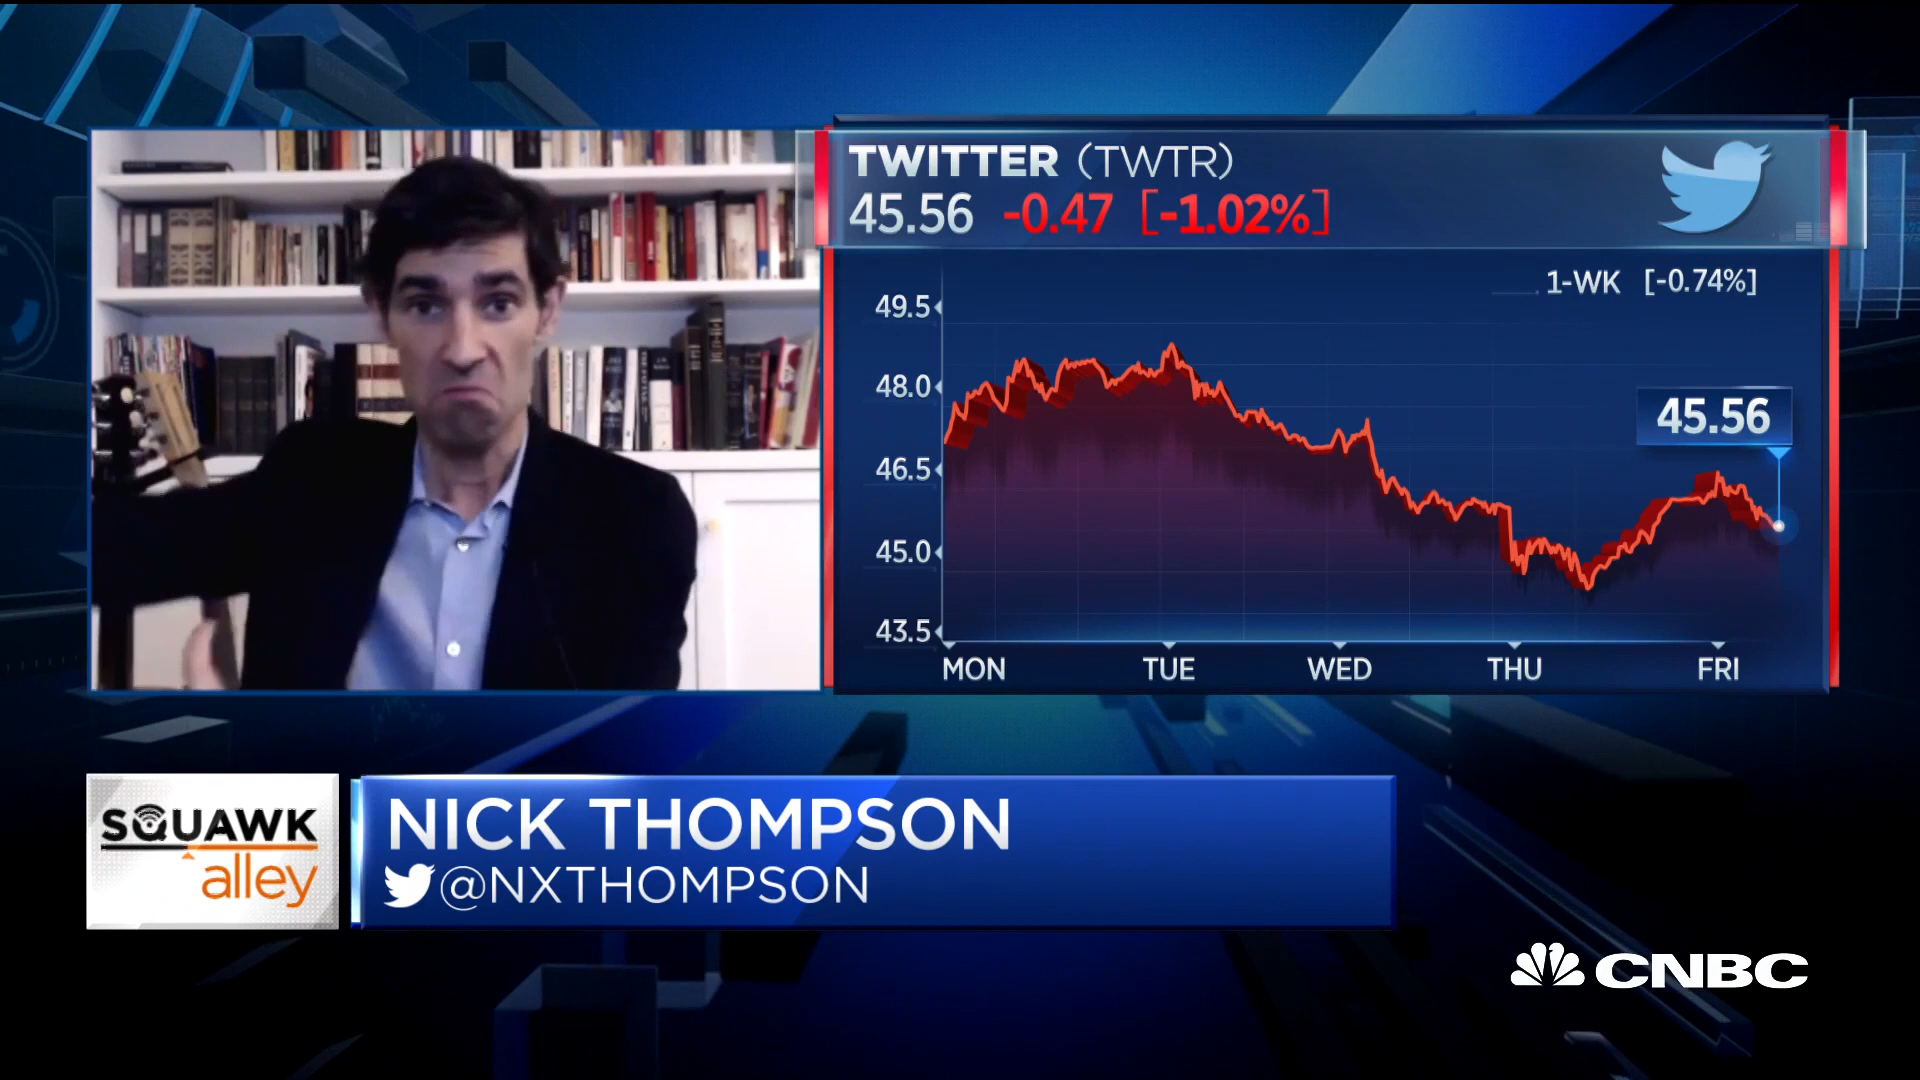 TWITTER (TWTR)
45.56 -0.47 [-1.02%]
1-WK [-0.74%]
49.5
48.0
46.5
45.0
43.5
45.56
MON TUE WED THU FRI
SQUAWK
alley
NICK THOMPSON
@NXTHOMPSON
CNBC